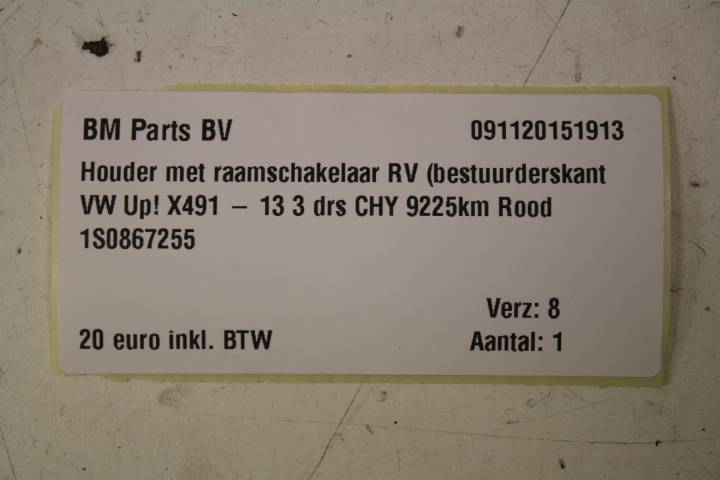 BM Parts BV 091120151913
Houder met raamschakelaar RV (bestuurderskant
VW Up! X491 – 13 3 drs CHY 9225km Rood
1S0867255
Verz: 8
20 euro inkl. BTW Aantal: 1